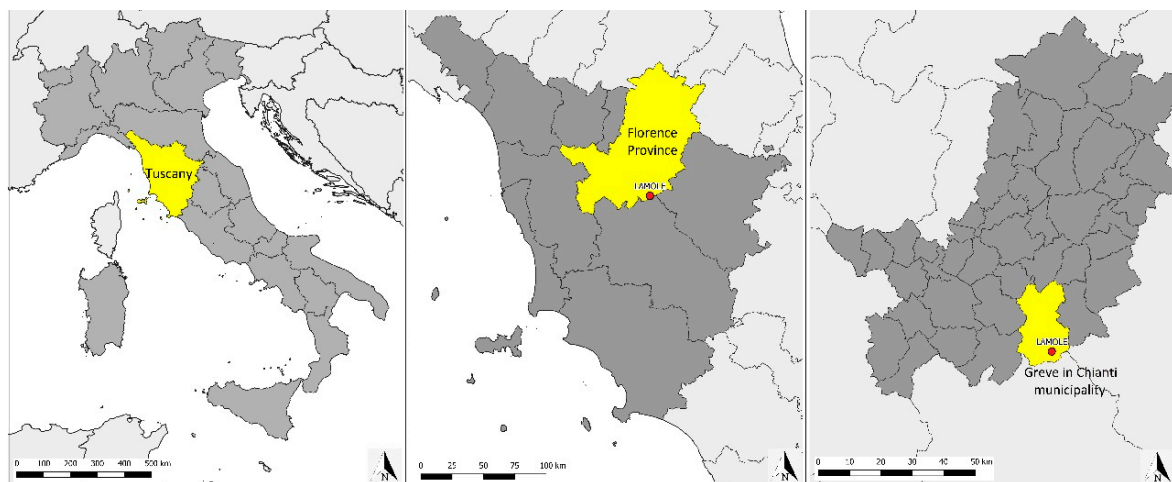 Tuscany
0 100 200 300 400 500 km
N
Florence
Province
LAMOLE
0 25 50 75 100 km
N
LAMOLE
Greve in Chianti
municipality
0 10 20 30 40 50 km
N